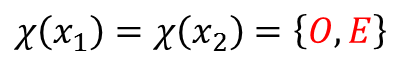 χ(x₁) = χ(x₂) = {O, E}